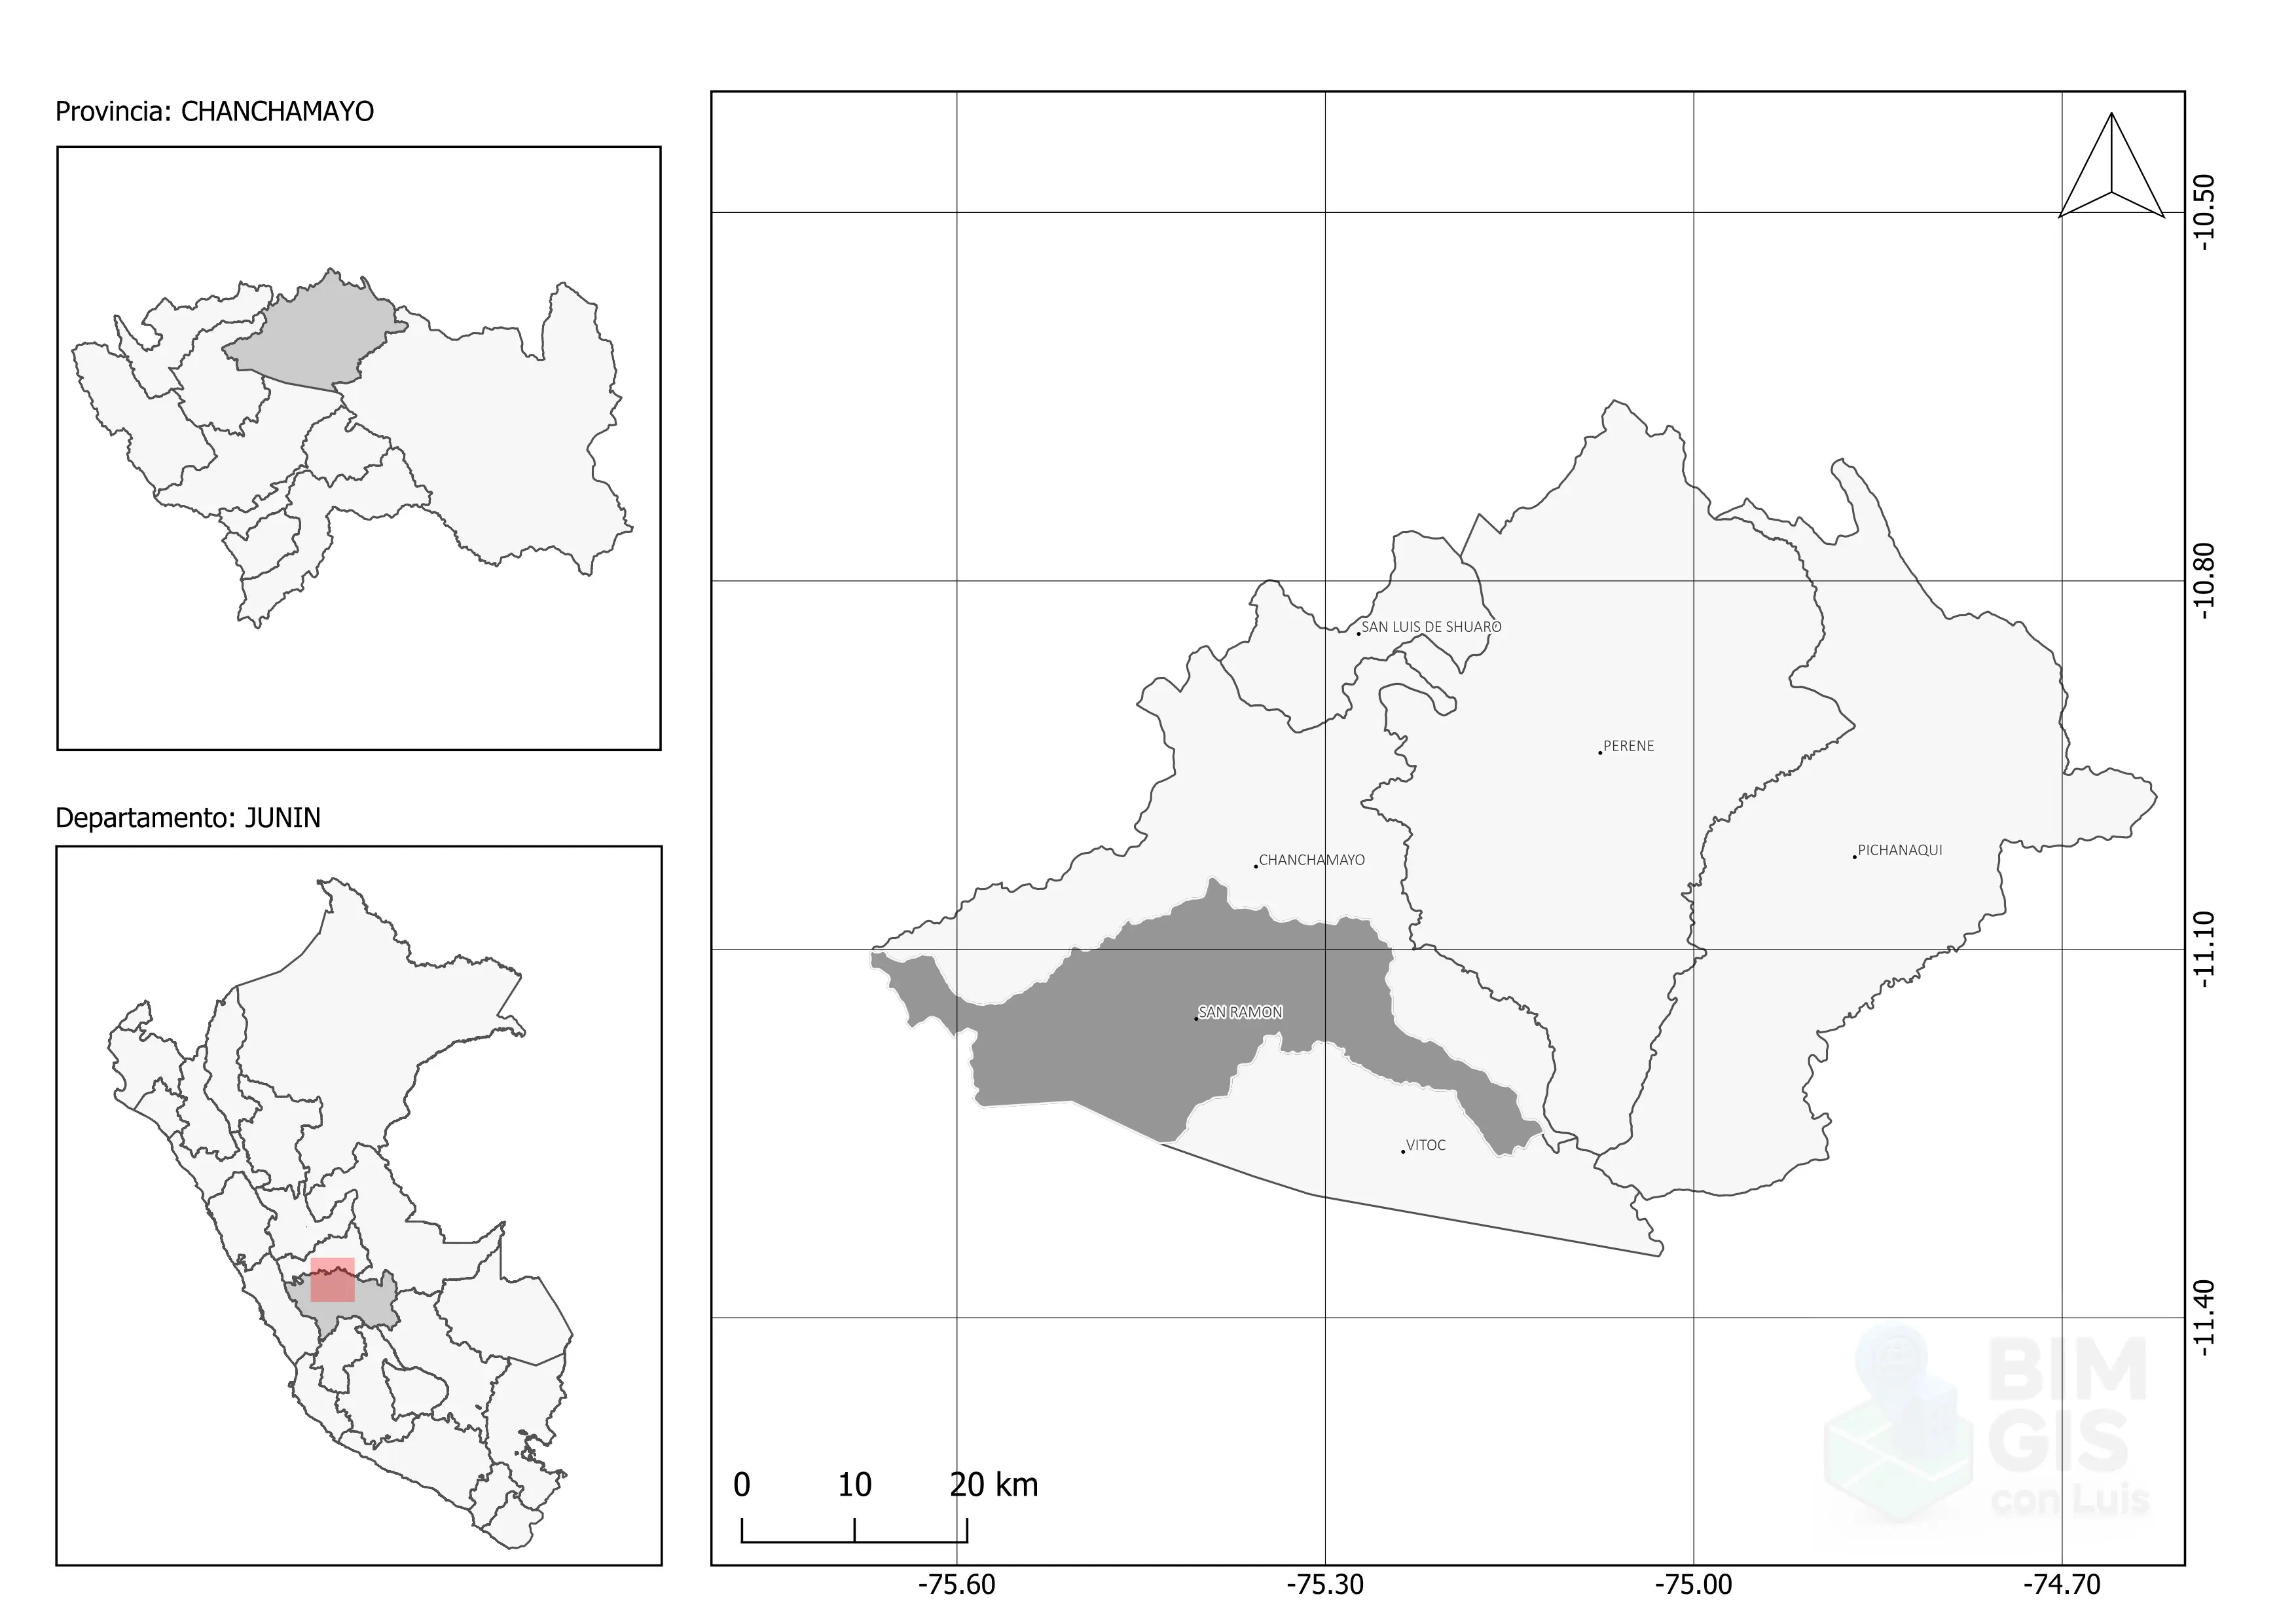 Provincia: CHANCHAMAYO
Departamento: JUNIN
SAN LUIS DE SHUARO
PERENE
PICHANAQUI
CHANCHAMAYO
SAN RAMON
VITOC
-10.50
-10.80
-11.10
-11.40
0 10 20 km
-75.60 -75.30 -75.00 -74.70
BIM
GIS
con Luis